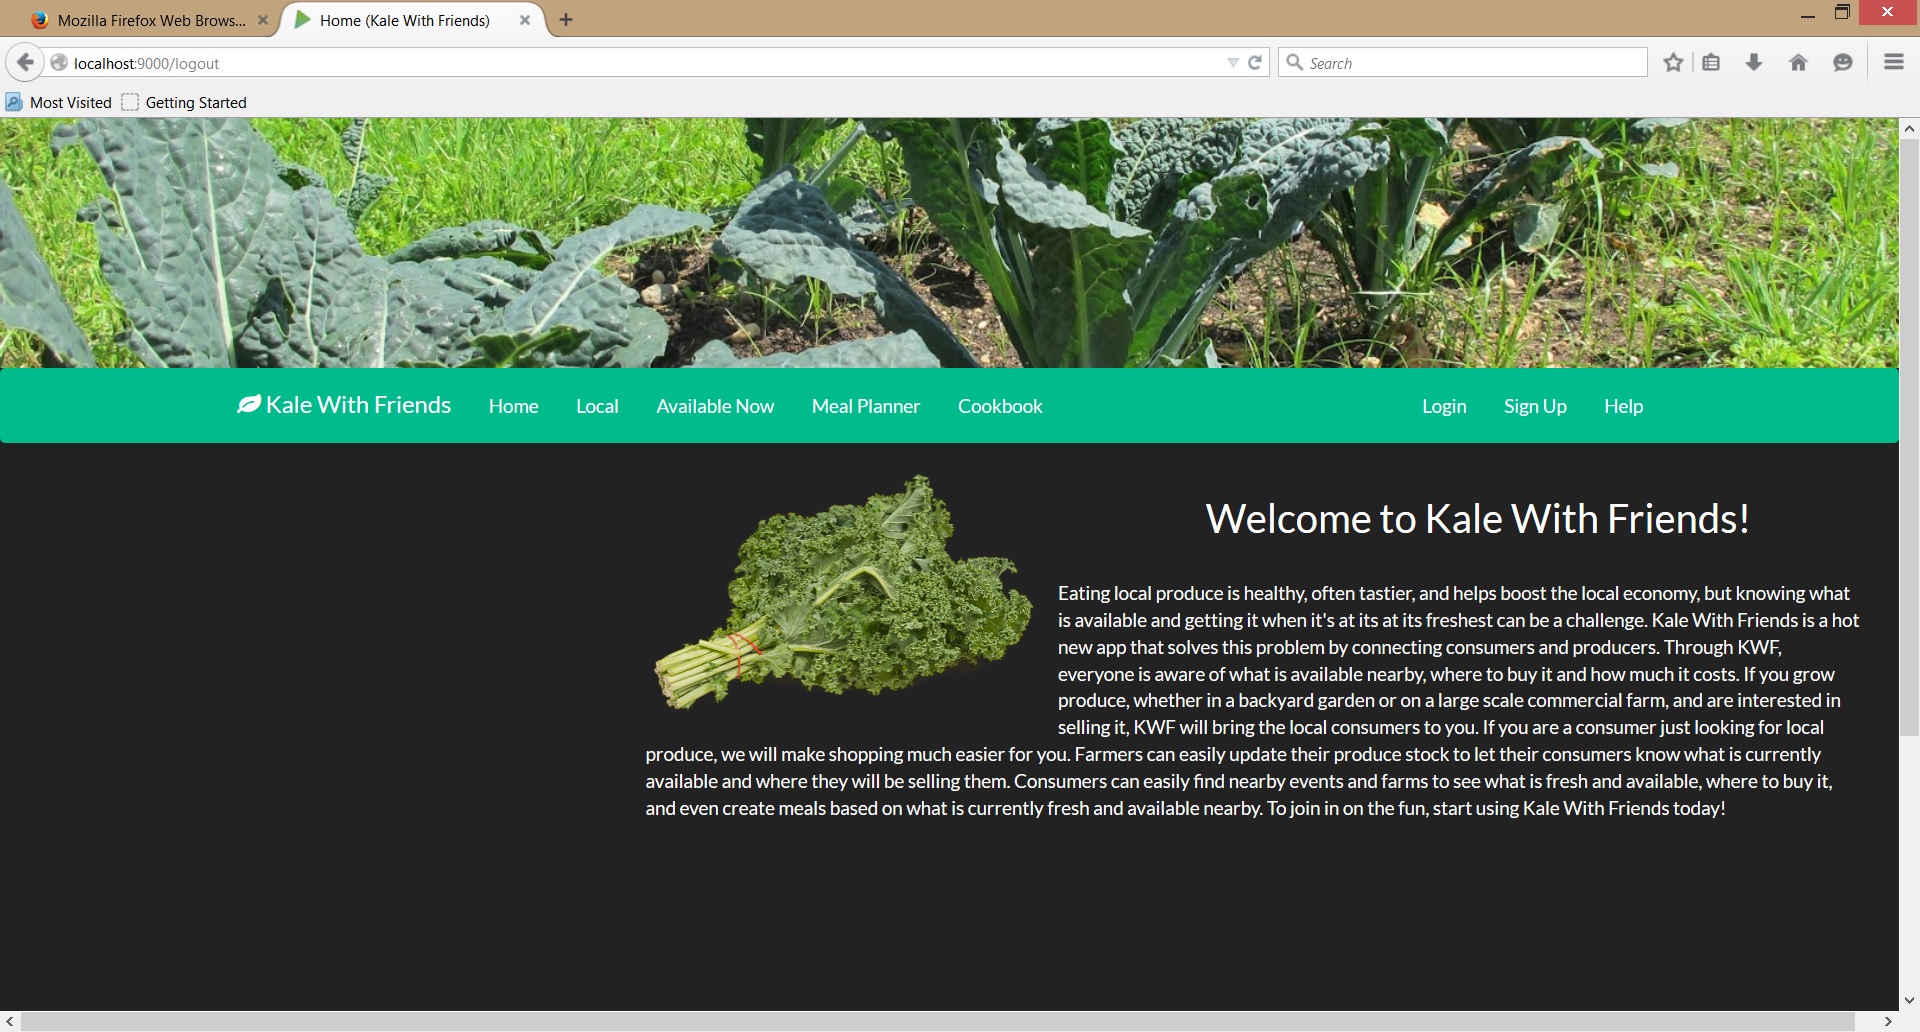 Mozilla Firefox Web Brows...
Home (Kale With Friends)
localhost:9000/logout
Search
Most Visited
Getting Started
Kale With Friends Home Local Available Now Meal Planner Cookbook Login Sign Up Help
Welcome to Kale With Friends!
Eating local produce is healthy, often tastier, and helps boost the local economy, but knowing what
is available and getting it when it's at its at its freshest can be a challenge. Kale With Friends is a hot
new app that solves this problem by connecting consumers and producers. Through KWF,
everyone is aware of what is available nearby, where to buy it and how much it costs. If you grow
produce, whether in a backyard garden or on a large scale commercial farm, and are interested in
selling it, KWF will bring the local consumers to you. If you are a consumer just looking for local
produce, we will make shopping much easier for you. Farmers can easily update their produce stock to let their consumers know what is currently
available and where they will be selling them. Consumers can easily find nearby events and farms to see what is fresh and available, where to buy it,
and even create meals based on what is currently fresh and available nearby. To join in on the fun, start using Kale With Friends today!